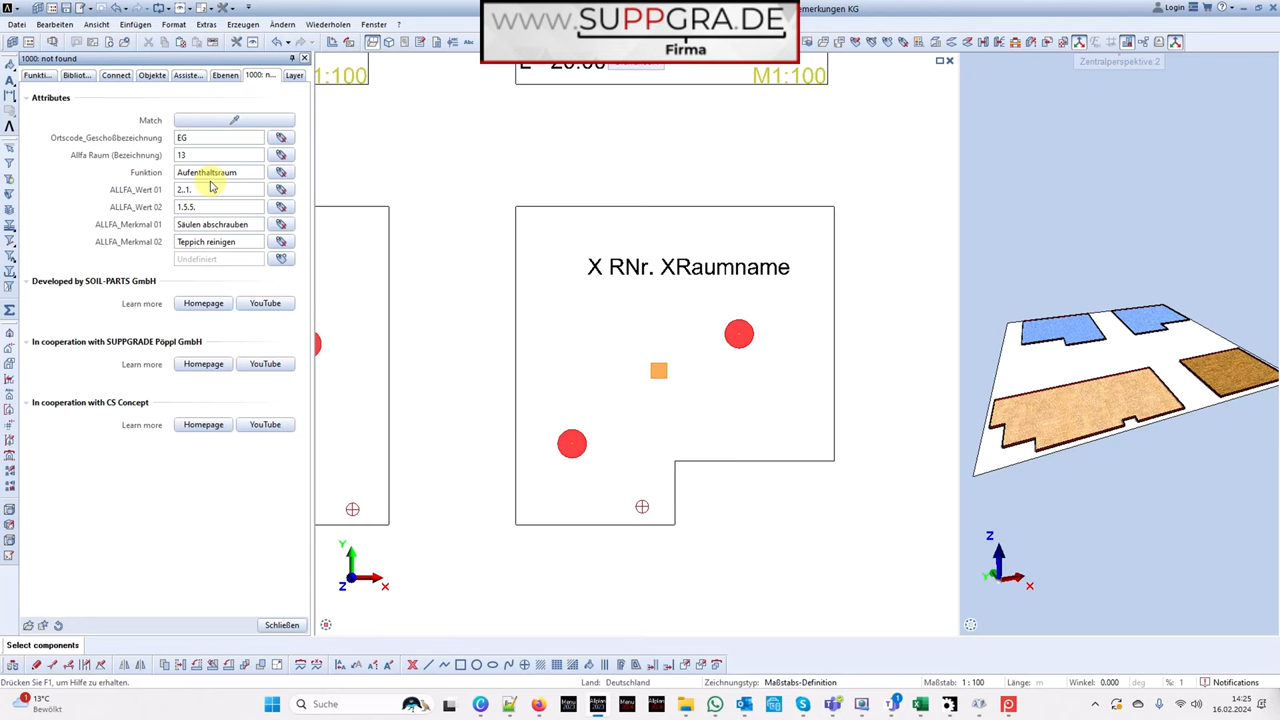 www.SUPPGRA.DE
Firma
emerkungen KG
Login
Datei Bearbeiten Ansicht Einfügen Format Extras Erzeugen Ändern Wiederholen Fenster
1000: not found
Funkti... Bibliot... Connect Objekte Assiste... Ebenen 1000: n... Layer
1:100
M1:100
Zentralperspektive:2
Attributes
Match
Ortscode_Geschoßbezeichnung EG
Allfa Raum (Bezeichnung) 13
Funktion Aufenthaltsraum
ALLFA_Wert 01 2..1.
ALLFA_Wert 02 1.5.5.
ALLFA_Merkmal 01 Säulen abschrauben
ALLFA_Merkmal 02 Teppich reinigen
Undefiniert
X RNr. XRaumname
Developed by SOIL-PARTS GmbH
Learn more Homepage YouTube
In cooperation with SUPPGRADE Pöppl GmbH
Learn more Homepage YouTube
In cooperation with CS Concept
Learn more Homepage YouTube
Y
Z
X
Z
Y
X
Schließen
Select components
Drücken Sie F1, um Hilfe zu erhalten. Land: Deutschland Zeichnungstyp: Maßstabs-Definition Maßstab: 1 : 100 Länge: m Winkel: 0.000 deg %: 1 Notifications
13°C
Bewölkt
Suche
14:25
16.02.2024